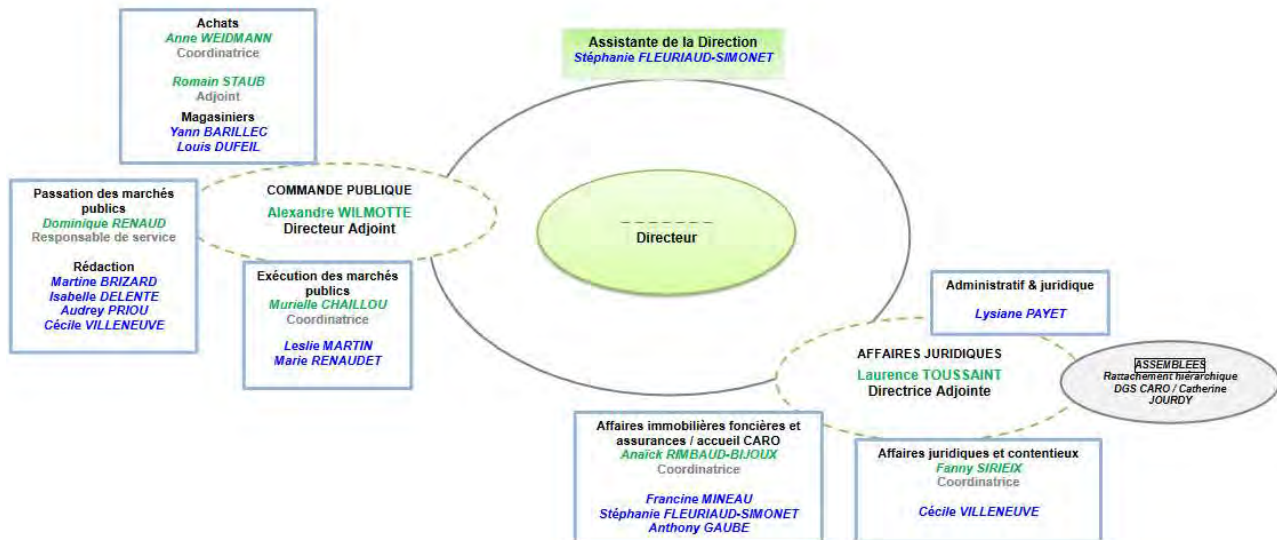 Achats
Anne WEIDMANN
Coordinatrice
Romain STAUB
Adjoint
Magasiniers
Yann BARILLEC
Louis DUFEIL
Assistante de la Direction
Stéphanie FLEURIAUD-SIMONET
Passation des marchés
publics
Dominique RENAUD
Responsable de service
Rédaction
Martine BRIZARD
Isabelle DELENTE
Audrey PRIOU
Cécile VILLENEUVE
COMMANDE PUBLIQUE
Alexandre WILMOTTE
Directeur Adjoint
Directeur
Exécution des marchés
publics
Murielle CHAILLOU
Coordinatrice
Leslie MARTIN
Marie RENAUDET
Administratif & juridique
Lysiane PAYET
AFFAIRES JURIDIQUES
Laurence TOUSSAINT
Directrice Adjointe
ASSEMBLEES
Rattachement hiérarchique
DGS CARO / Catherine
JOURDY
Affaires immobilières foncières et
assurances / accueil CARO
Anaïck RIMBAUD-BIJOUX
Coordinatrice
Francine MINEAU
Stéphanie FLEURIAUD-SIMONET
Anthony GAUBE
Affaires juridiques et contentieux
Fanny SIRIEIX
Coordinatrice
Cécile VILLENEUVE